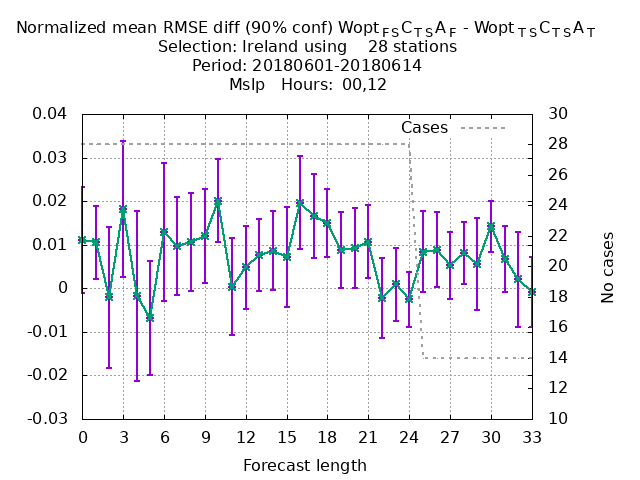 Normalized mean RMSE diff (90% conf) Wopt FS C TS A F - Wopt TS C TS A T
Selection: Ireland using 28 stations
Period: 20180601-20180614
Mslp Hours: 00,12
Cases
0.04
0.03
0.02
0.01
0
-0.01
-0.02
-0.03
30
28
26
24
22
20
18
16
14
12
10
No cases
0 3 6 9 12 15 18 21 24 27 30 33
Forecast length